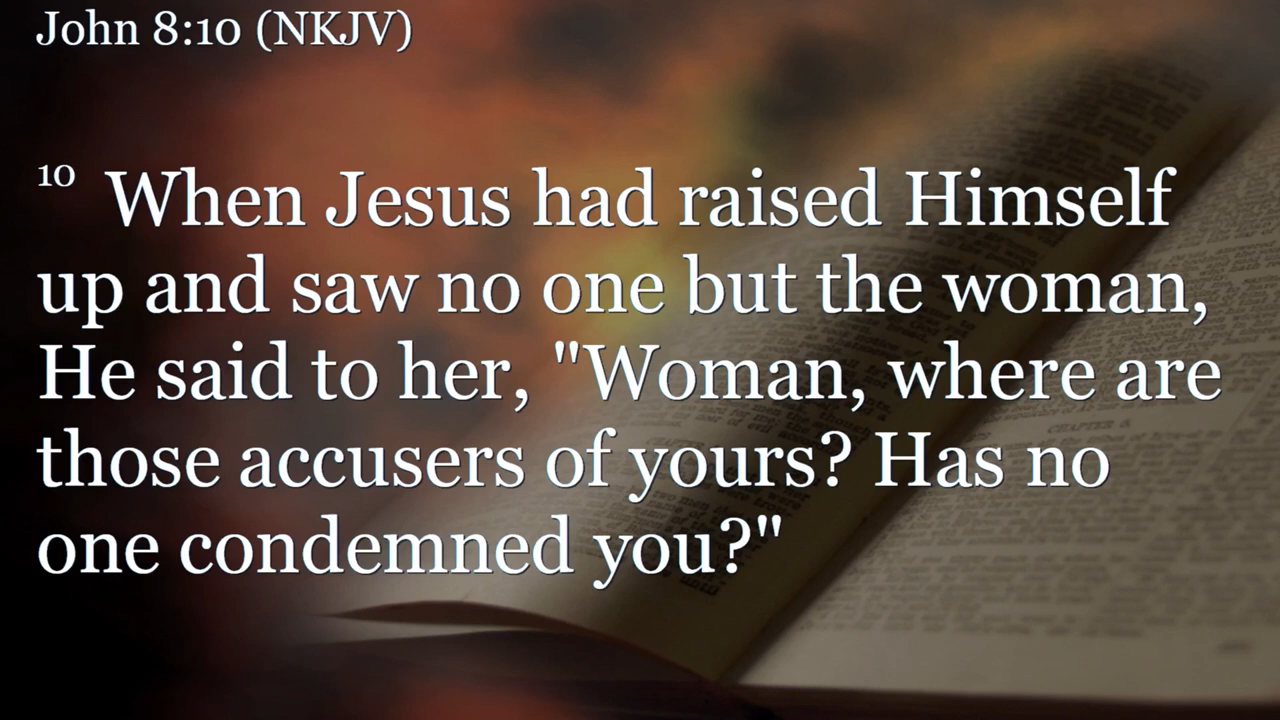 John 8:10 (NKJV)
10 When Jesus had raised Himself
up and saw no one but the woman,
He said to her, "Woman, where are
those accusers of yours? Has no
one condemned you?"